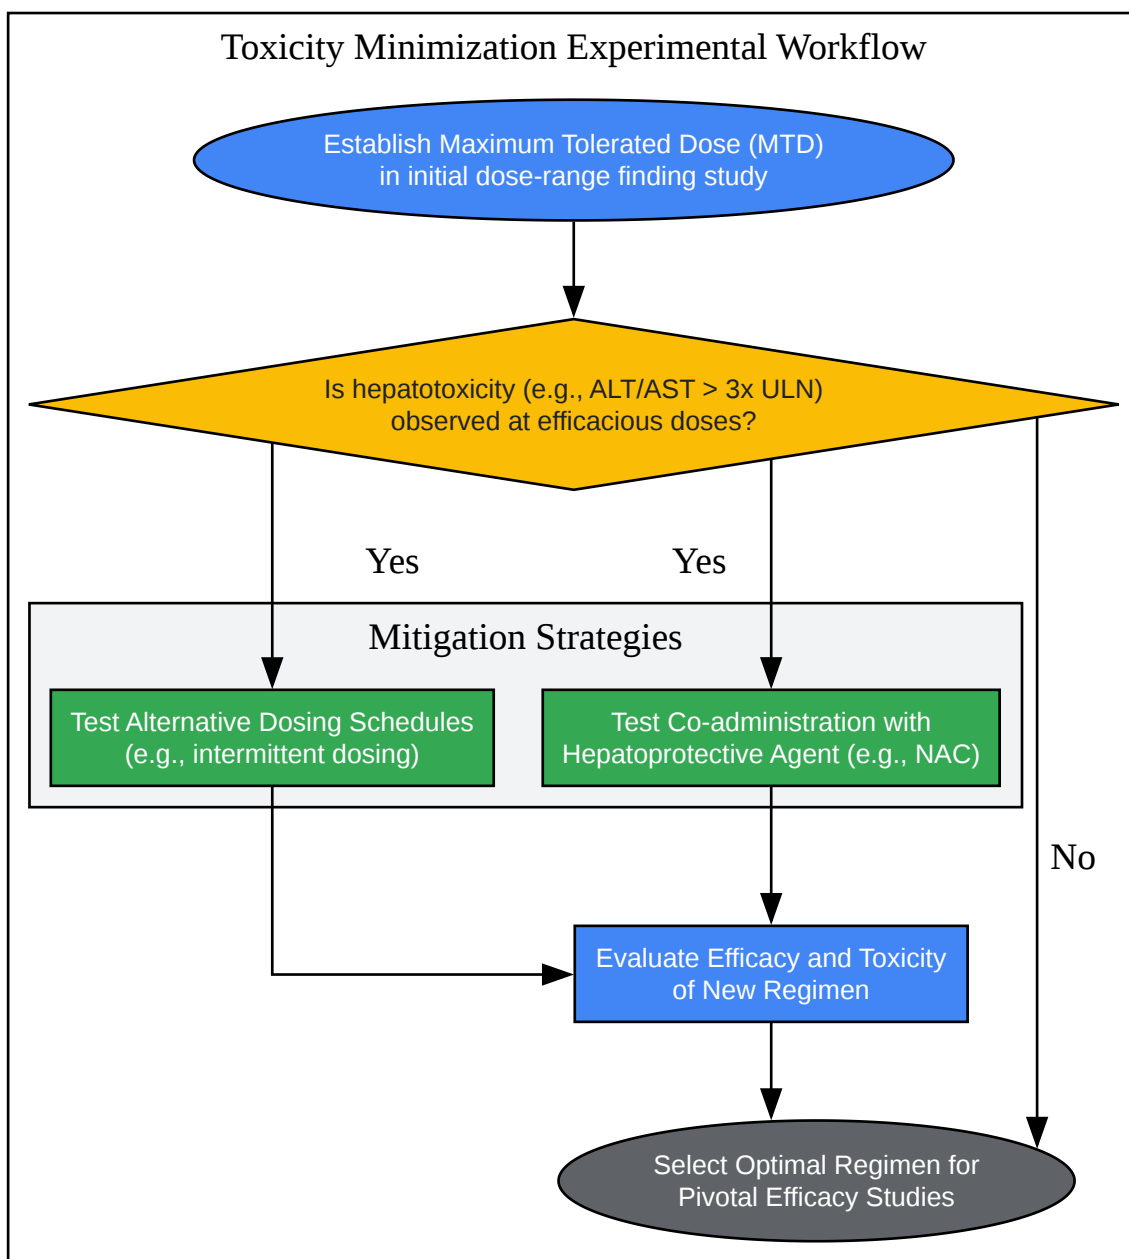 Toxicity Minimization Experimental Workflow
Establish Maximum Tolerated Dose (MTD)
in initial dose-range finding study
Is hepatotoxicity (e.g., ALT/AST > 3x ULN)
observed at efficacious doses?
Yes
Yes
Mitigation Strategies
Test Alternative Dosing Schedules
(e.g., intermittent dosing)
Test Co-administration with
Hepatoprotective Agent (e.g., NAC)
No
Evaluate Efficacy and Toxicity
of New Regimen
Select Optimal Regimen for
Pivotal Efficacy Studies